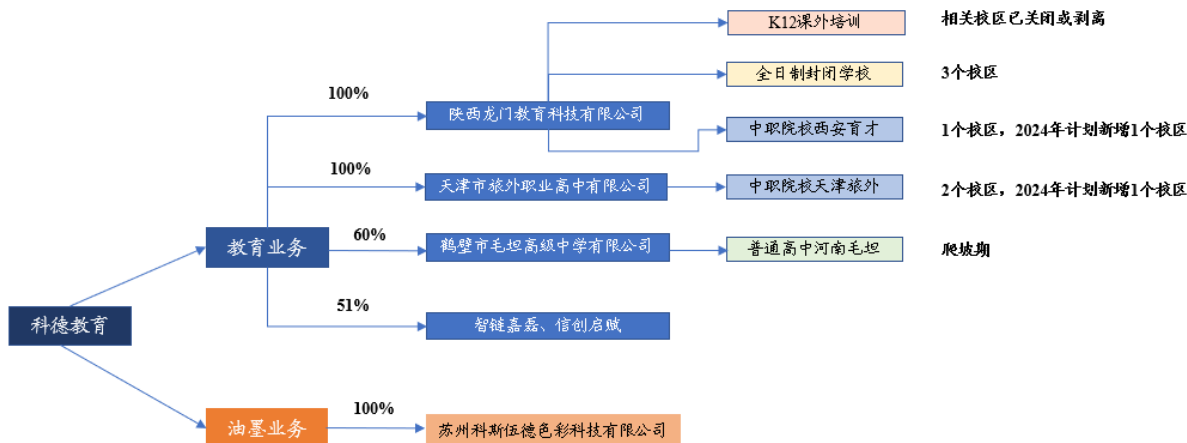 K12课外培训
相关校区已关闭或剥离
全日制封闭学校
3个校区
100%
陕西龙门教育科技有限公司
中职院校西安育才
1个校区，2024年计划新增1个校区
100%
天津市旅外职业高中有限公司
中职院校天津旅外
2个校区，2024年计划新增1个校区
教育业务
60%
鹤壁市毛坦高级中学有限公司
普通高中河南毛坦
爬坡期
51%
智链嘉磊、信创启赋
科德教育
油墨业务
100%
苏州科斯伍德色彩科技有限公司